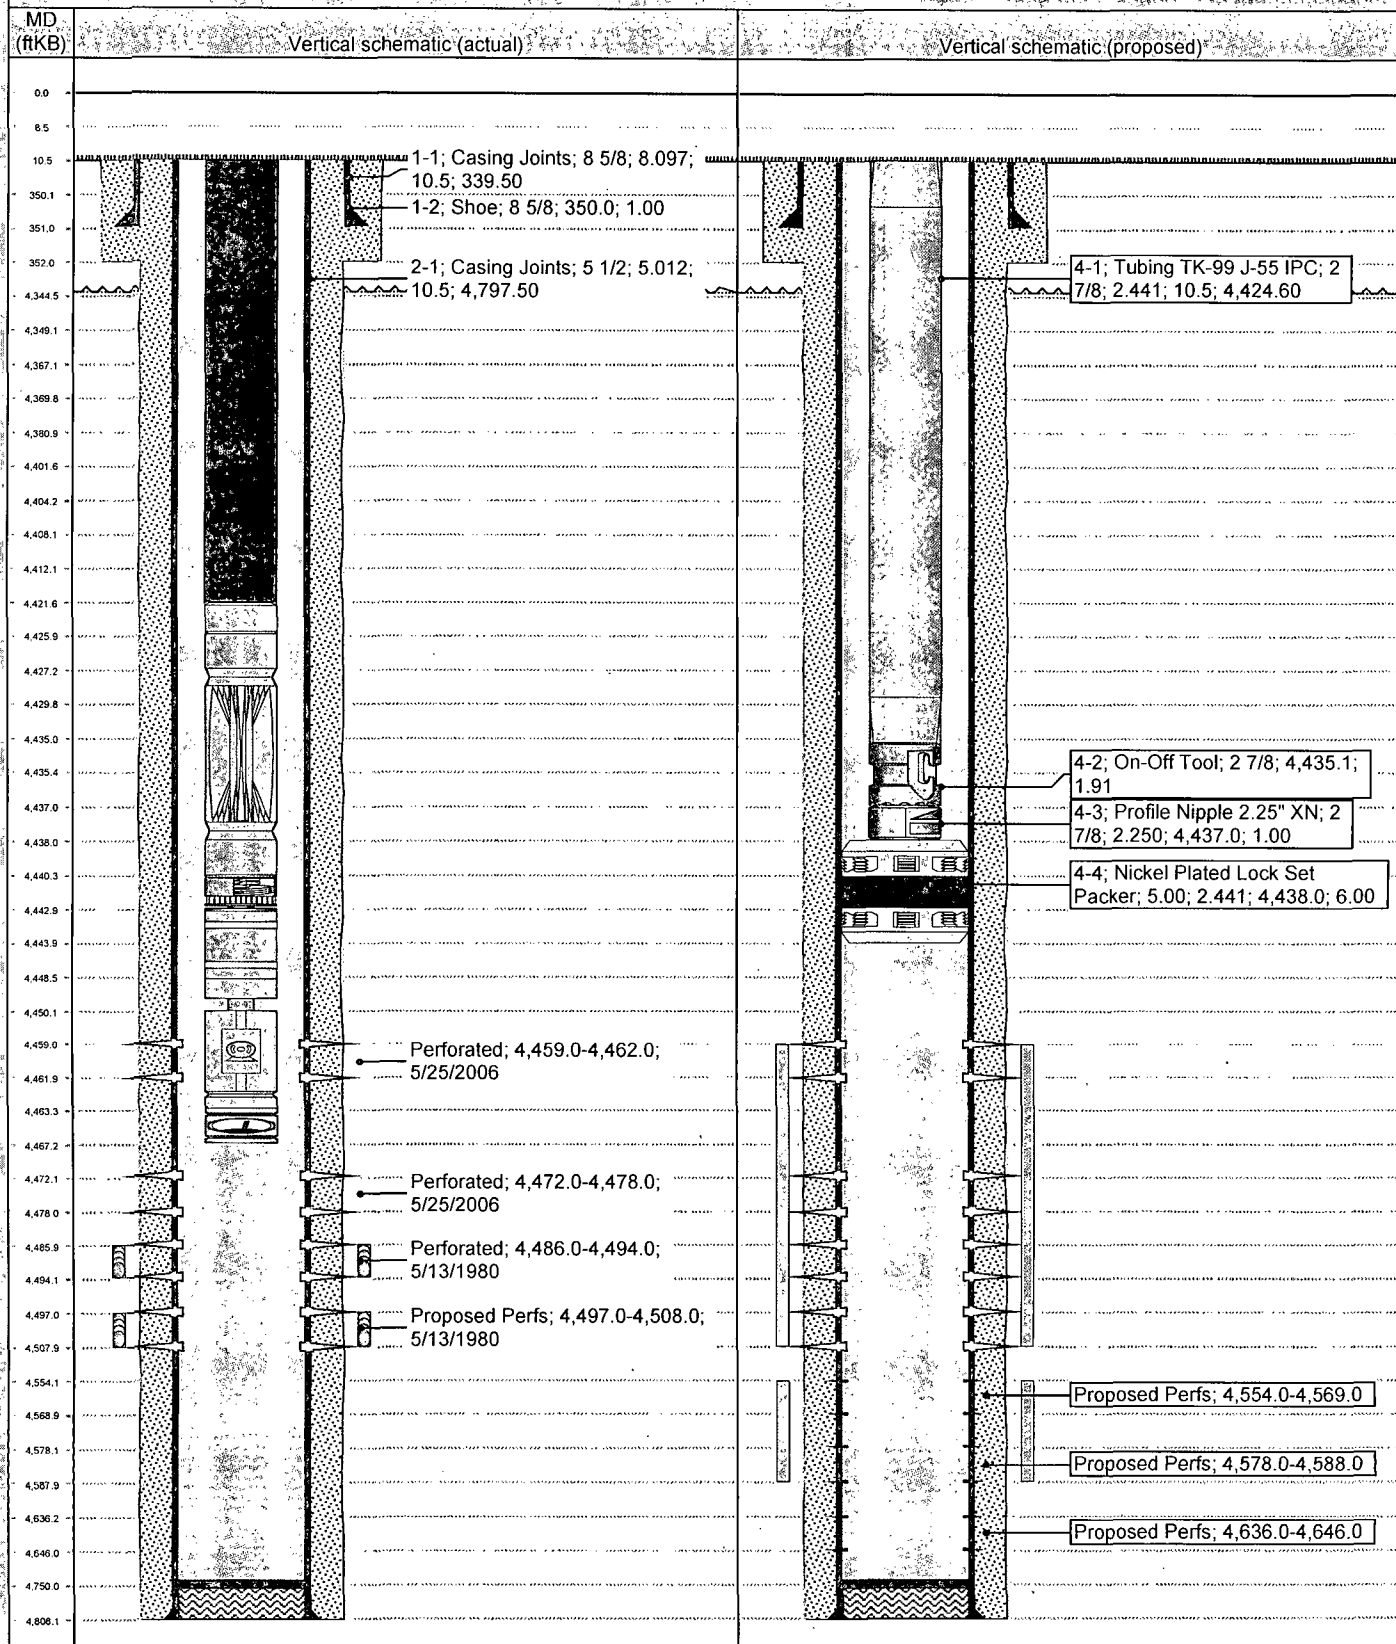 MD
(ftKB)
Vertical schematic (actual)
Vertical schematic (proposed)
0.0
8.5
10.5
350.1
351.0
352.0
4,344.5
4,349.1
4,367.1
4,369.8
4,380.9
4,401.6
4,404.2
4,408.1
4,412.1
4,421.6
4,425.9
4,427.2
4,429.8
4,435.0
4,435.4
4,437.0
4,438.0
4,440.3
4,442.9
4,443.9
4,448.5
4,450.1
4,459.0
4,461.9
4,463.3
4,467.2
4,472.1
4,478.0
4,485.9
4,494.1
4,497.0
4,507.9
4,554.1
4,568.9
4,578.1
4,587.9
4,636.2
4,646.0
4,750.0
4,806.1
1-1; Casing Joints; 8 5/8; 8.097;
10.5; 339.50
1-2; Shoe; 8 5/8; 350.0; 1.00
2-1; Casing Joints; 5 1/2; 5.012;
10.5; 4,797.50
Perforated; 4,459.0-4,462.0;
5/25/2006
Perforated; 4,472.0-4,478.0;
5/25/2006
Perforated; 4,486.0-4,494.0;
5/13/1980
Proposed Perfs; 4,497.0-4,508.0;
5/13/1980
4-1; Tubing TK-99 J-55 IPC; 2
7/8; 2.441; 10.5; 4,424.60
4-2; On-Off Tool; 2 7/8; 4,435.1;
1.91
4-3; Profile Nipple 2.25" XN; 2
7/8; 2.250; 4,437.0; 1.00
4-4; Nickel Plated Lock Set
Packer; 5.00; 2.441; 4,438.0; 6.00
Proposed Perfs; 4,554.0-4,569.0
Proposed Perfs; 4,578.0-4,588.0
Proposed Perfs; 4,636.0-4,646.0